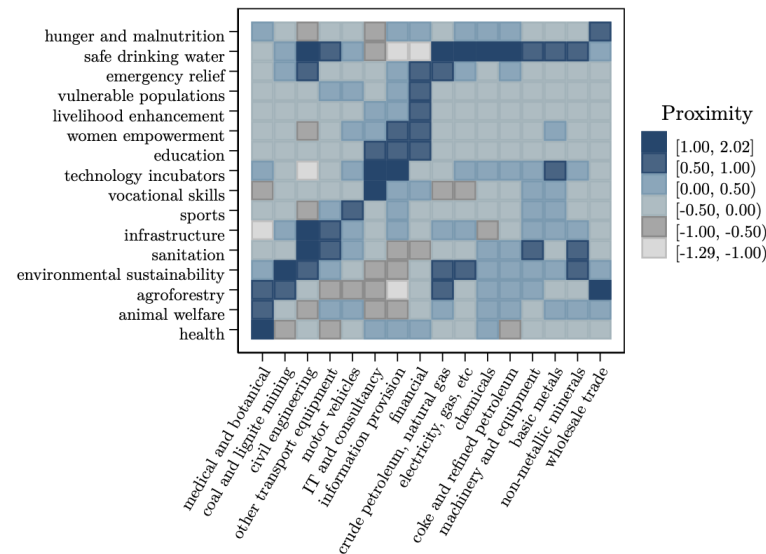 hunger and malnutrition
safe drinking water
emergency relief
vulnerable populations
livelihood enhancement
women empowerment
education
technology incubators
vocational skills
sports
infrastructure
sanitation
environmental sustainability
agroforestry
animal welfare
health
medical and botanical
coal and lignite mining
civil engineering
other transport equipment
motor vehicles
IT and consultancy
information provision
financial
crude petroleum, natural gas
electricity, gas, etc
chemicals
coke and refined petroleum
machinery and equipment
basic metals
non-metallic minerals
wholesale trade
Proximity
[1.00, 2.02]
[0.50, 1.00)
[0.00, 0.50)
[-0.50, 0.00)
[-1.00, -0.50)
[-1.29, -1.00)